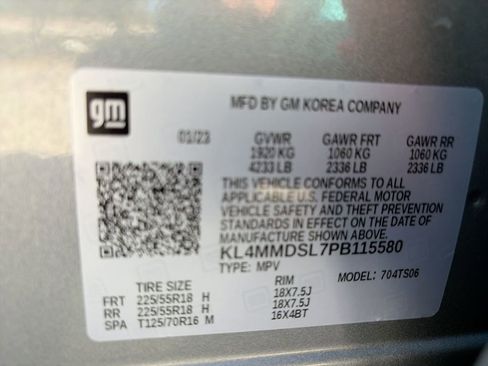 gm
MFD BY GM KOREA COMPANY
01/23 GVWR GAWR FRT GAWR RR
1920 KG 1060 KG 1060 KG
4233 LB 2336 LB 2336 LB
THIS VEHICLE CONFORMS TO ALL
APPLICABLE U.S. FEDERAL MOTOR
VEHICLE SAFETY AND THEFT PREVENTION
STANDARDS IN EFFECT ON THE DATE OF
MANUFACTURE SHOWN ABOVE.
KL4MMDSL7PB115580
TYPE: MPV MODEL: 704TS06
TIRE SIZE RIM
FRT 225/55R18 H 18X7.5J
RR 225/55R18 H 18X7.5J
SPA T125/70R16 M 16X4BT